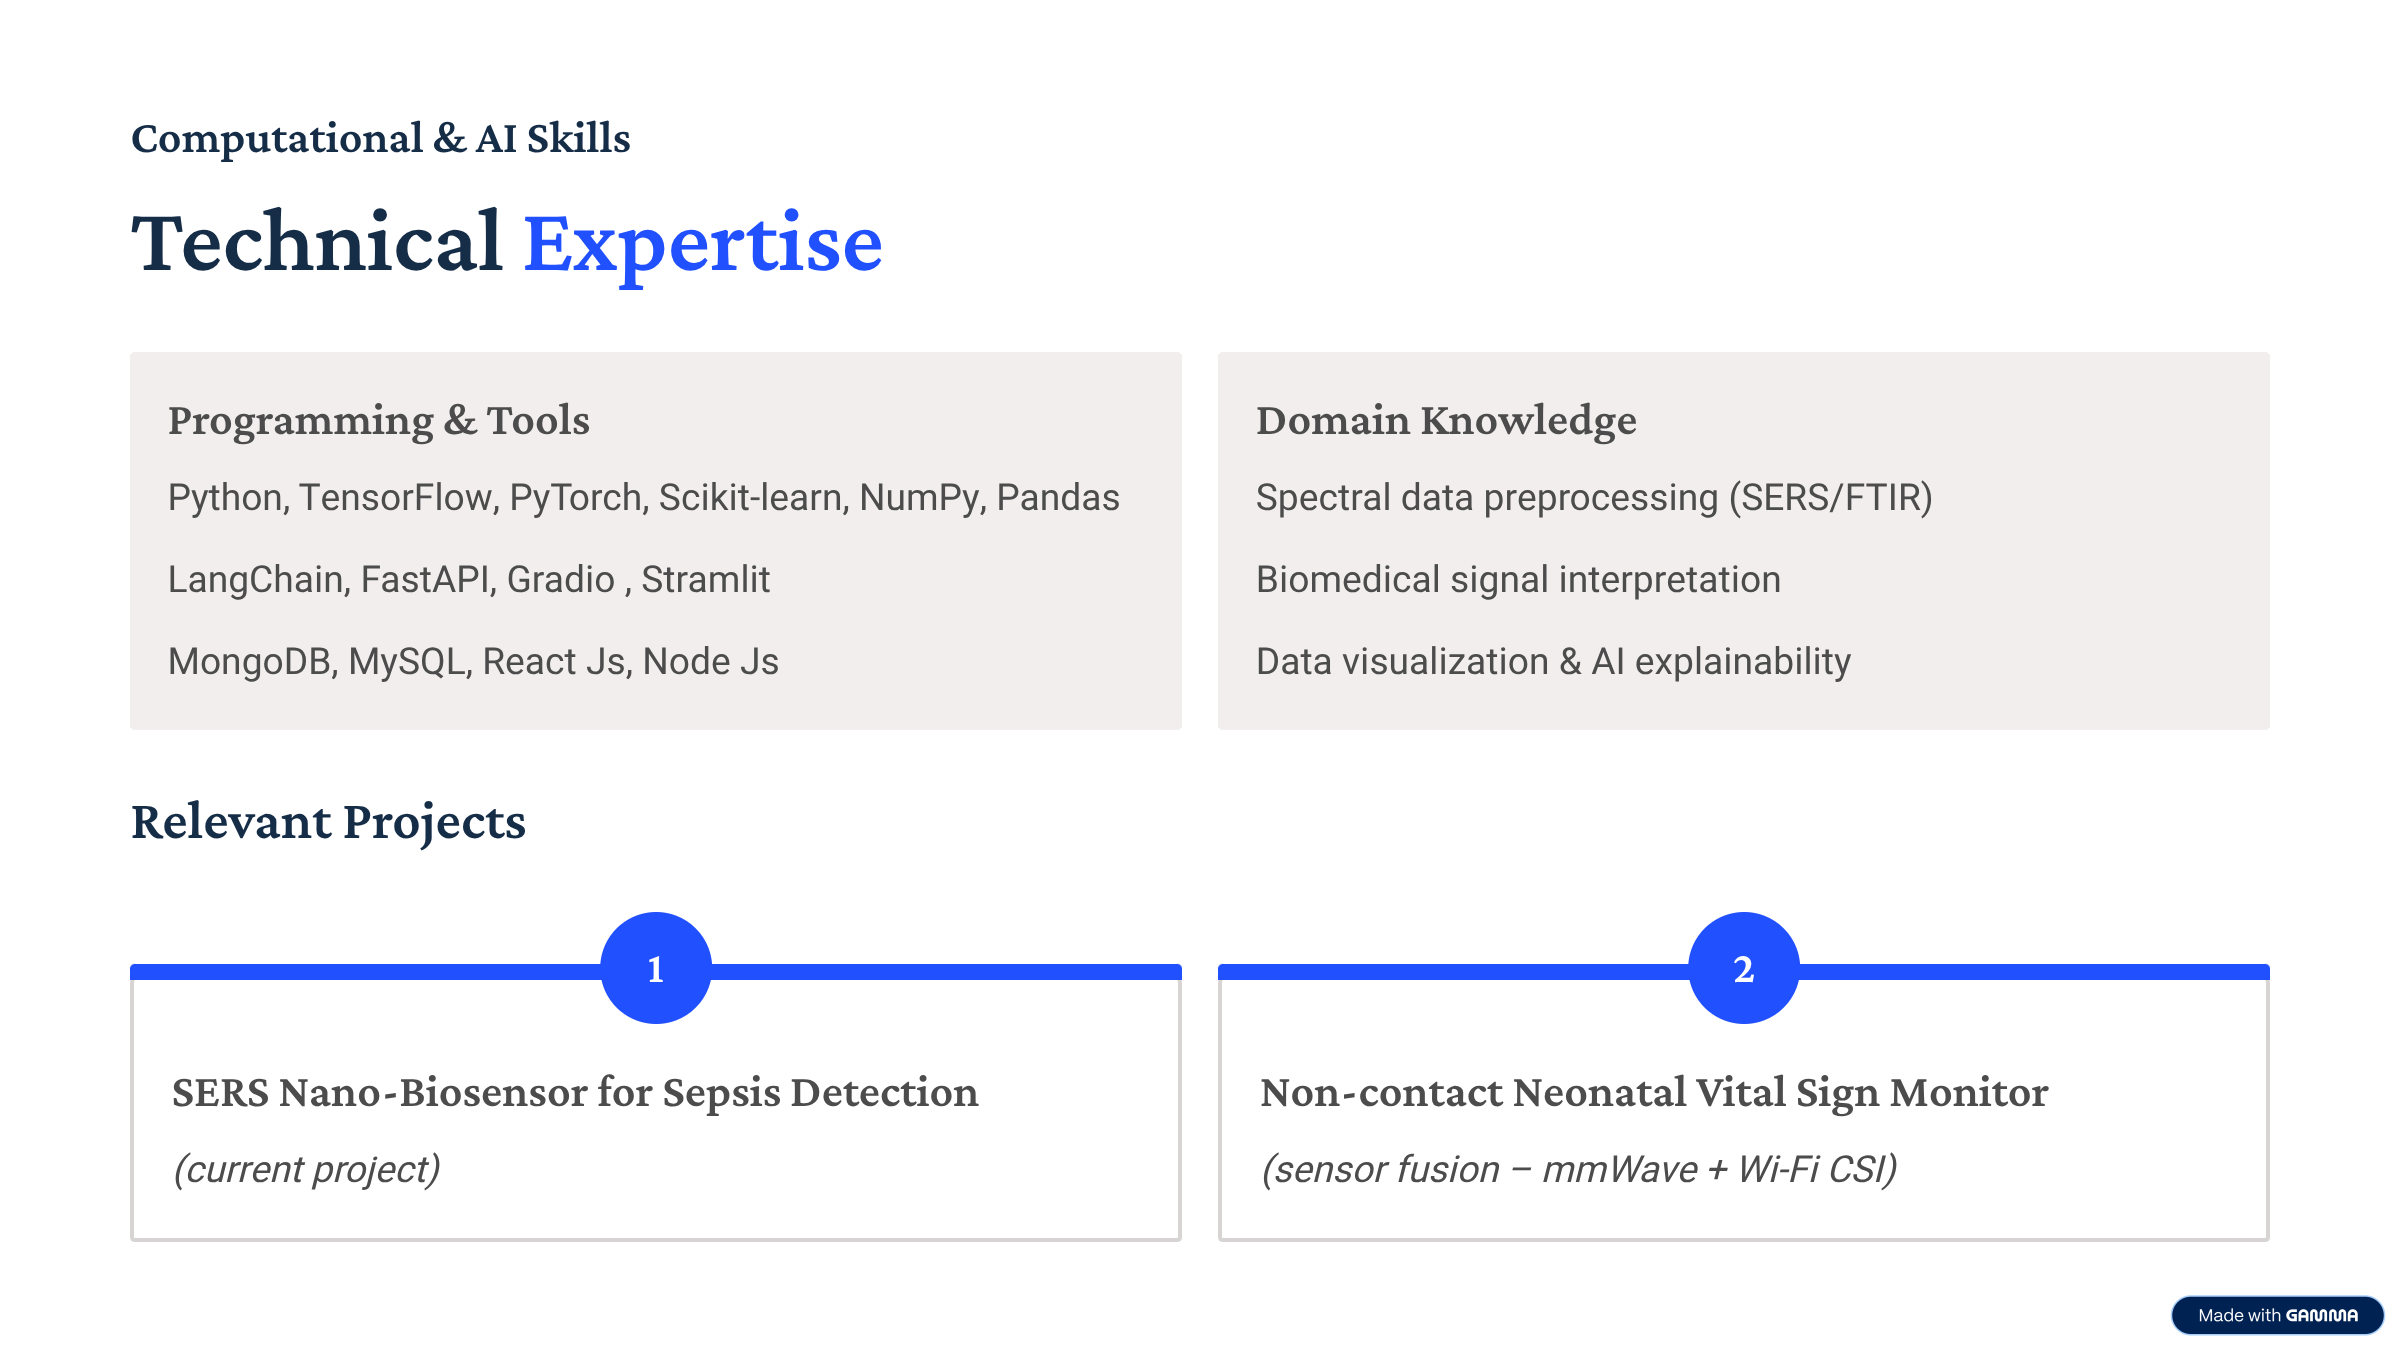 Computational & AI Skills
Technical Expertise
Programming & Tools
Python, TensorFlow, PyTorch, Scikit-learn, NumPy, Pandas
LangChain, FastAPI, Gradio , Stramlit
MongoDB, MySQL, React Js, Node Js
Domain Knowledge
Spectral data preprocessing (SERS/FTIR)
Biomedical signal interpretation
Data visualization & AI explainability
Relevant Projects
1
SERS Nano-Biosensor for Sepsis Detection
(current project)
2
Non-contact Neonatal Vital Sign Monitor
(sensor fusion – mmWave + Wi-Fi CSI)
Made with GAMMA